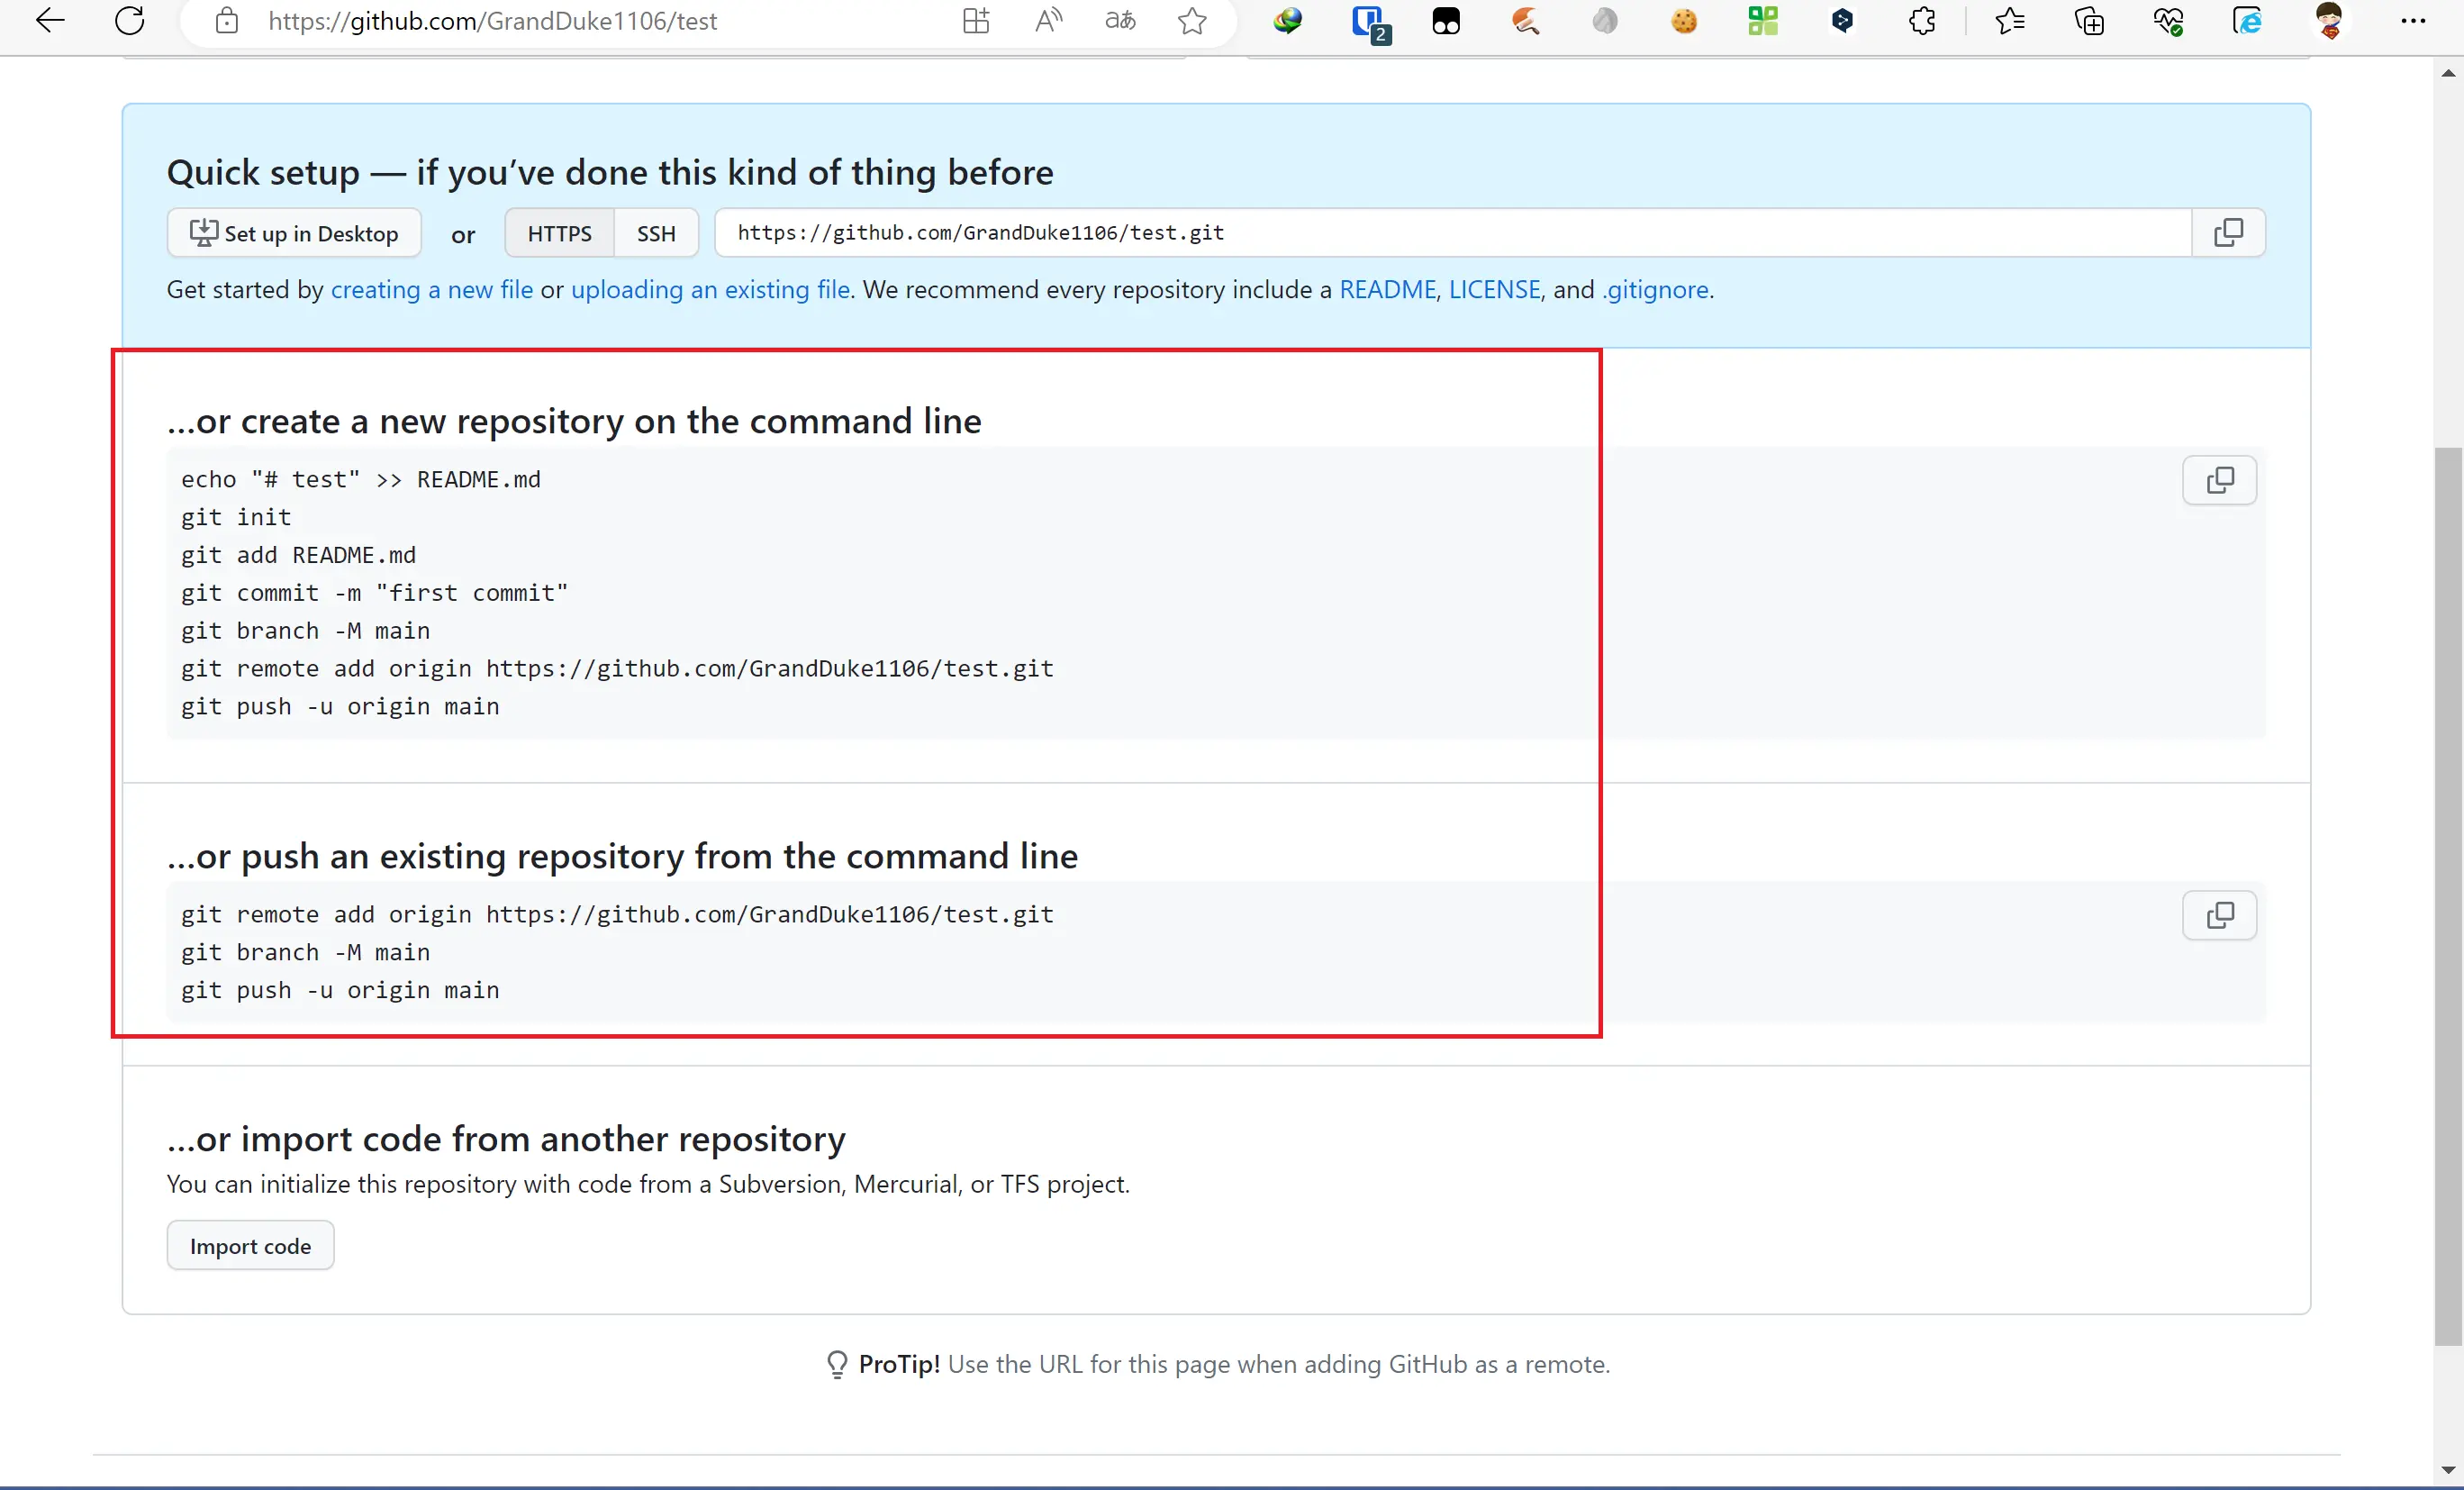 https://github.com/GrandDuke1106/test
2
Quick setup — if you’ve done this kind of thing before
Set up in Desktop or HTTPS SSH https://github.com/GrandDuke1106/test.git
Get started by creating a new file or uploading an existing file. We recommend every repository include a README, LICENSE, and .gitignore.
…or create a new repository on the command line
echo "# test" >> README.md
git init
git add README.md
git commit -m "first commit"
git branch -M main
git remote add origin https://github.com/GrandDuke1106/test.git
git push -u origin main
…or push an existing repository from the command line
git remote add origin https://github.com/GrandDuke1106/test.git
git branch -M main
git push -u origin main
…or import code from another repository
You can initialize this repository with code from a Subversion, Mercurial, or TFS project.
Import code
ProTip! Use the URL for this page when adding GitHub as a remote.